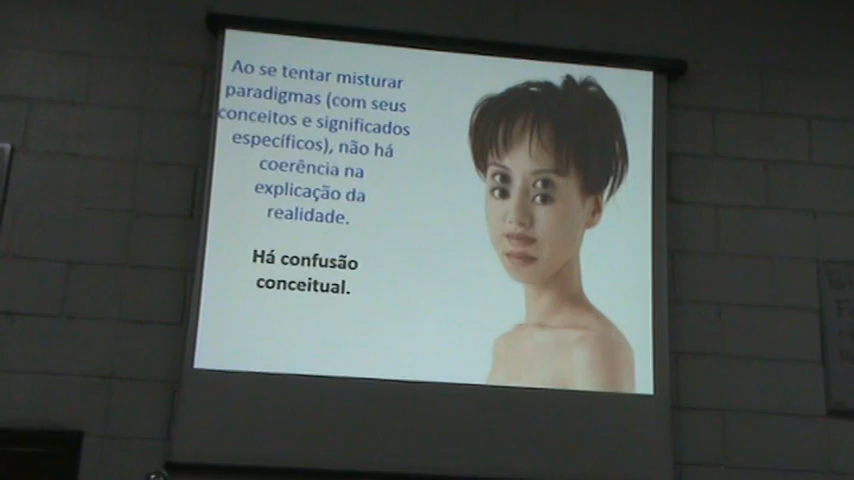 Ao se tentar misturar
paradigmas (com seus
conceitos e significados
específicos), não há
coerência na
explicação da
realidade.
Há confusão
conceitual.